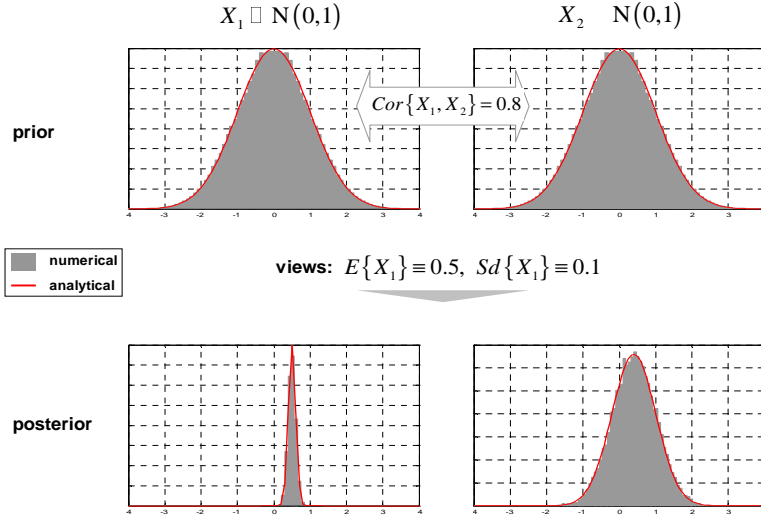 X₁ □ N(0,1)
X₂ N(0,1)
prior
Cor{X₁, X₂} = 0.8
-4 -3 -2 -1 0 1 2 3 4
-4 -3 -2 -1 0 1 2 3
numerical
analytical
views: E{X₁} ≡ 0.5, Sd{X₁} ≡ 0.1
posterior
-4 -3 -2 -1 0 1 2 3 4
-4 -3 -2 -1 0 1 2 3